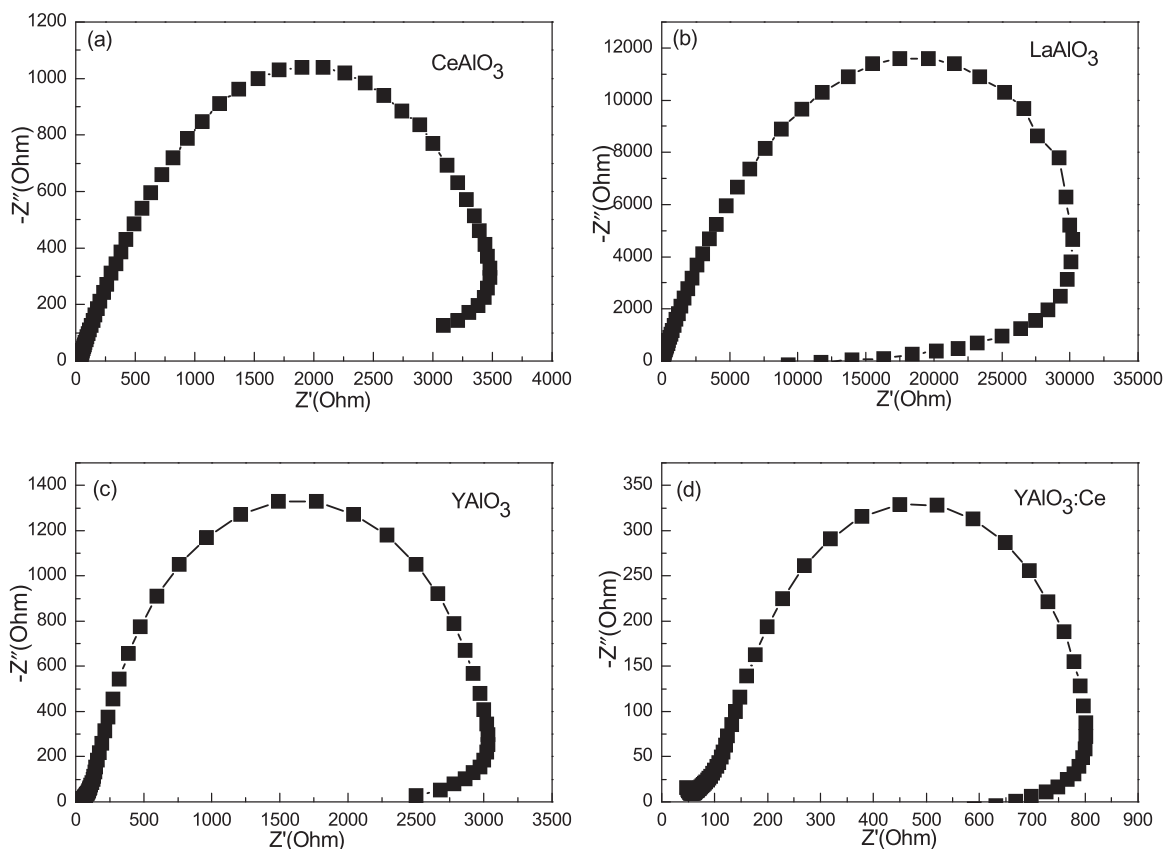 (a)
CeAlO3
1200
1000
800
600
400
200
0
-Z″(Ohm)
0 500 1000 1500 2000 2500 3000 3500 4000
Z'(Ohm)
(b)
LaAlO3
12000
10000
8000
6000
4000
2000
0
-Z″(Ohm)
0 5000 10000 15000 20000 25000 30000 35000
Z'(Ohm)
(c)
YAlO3
1400
1200
1000
800
600
400
200
0
-Z″(Ohm)
0 500 1000 1500 2000 2500 3000 3500
Z'(Ohm)
(d)
YAlO3:Ce
350
300
250
200
150
100
50
0
-Z″(Ohm)
0 100 200 300 400 500 600 700 800 900
Z'(Ohm)